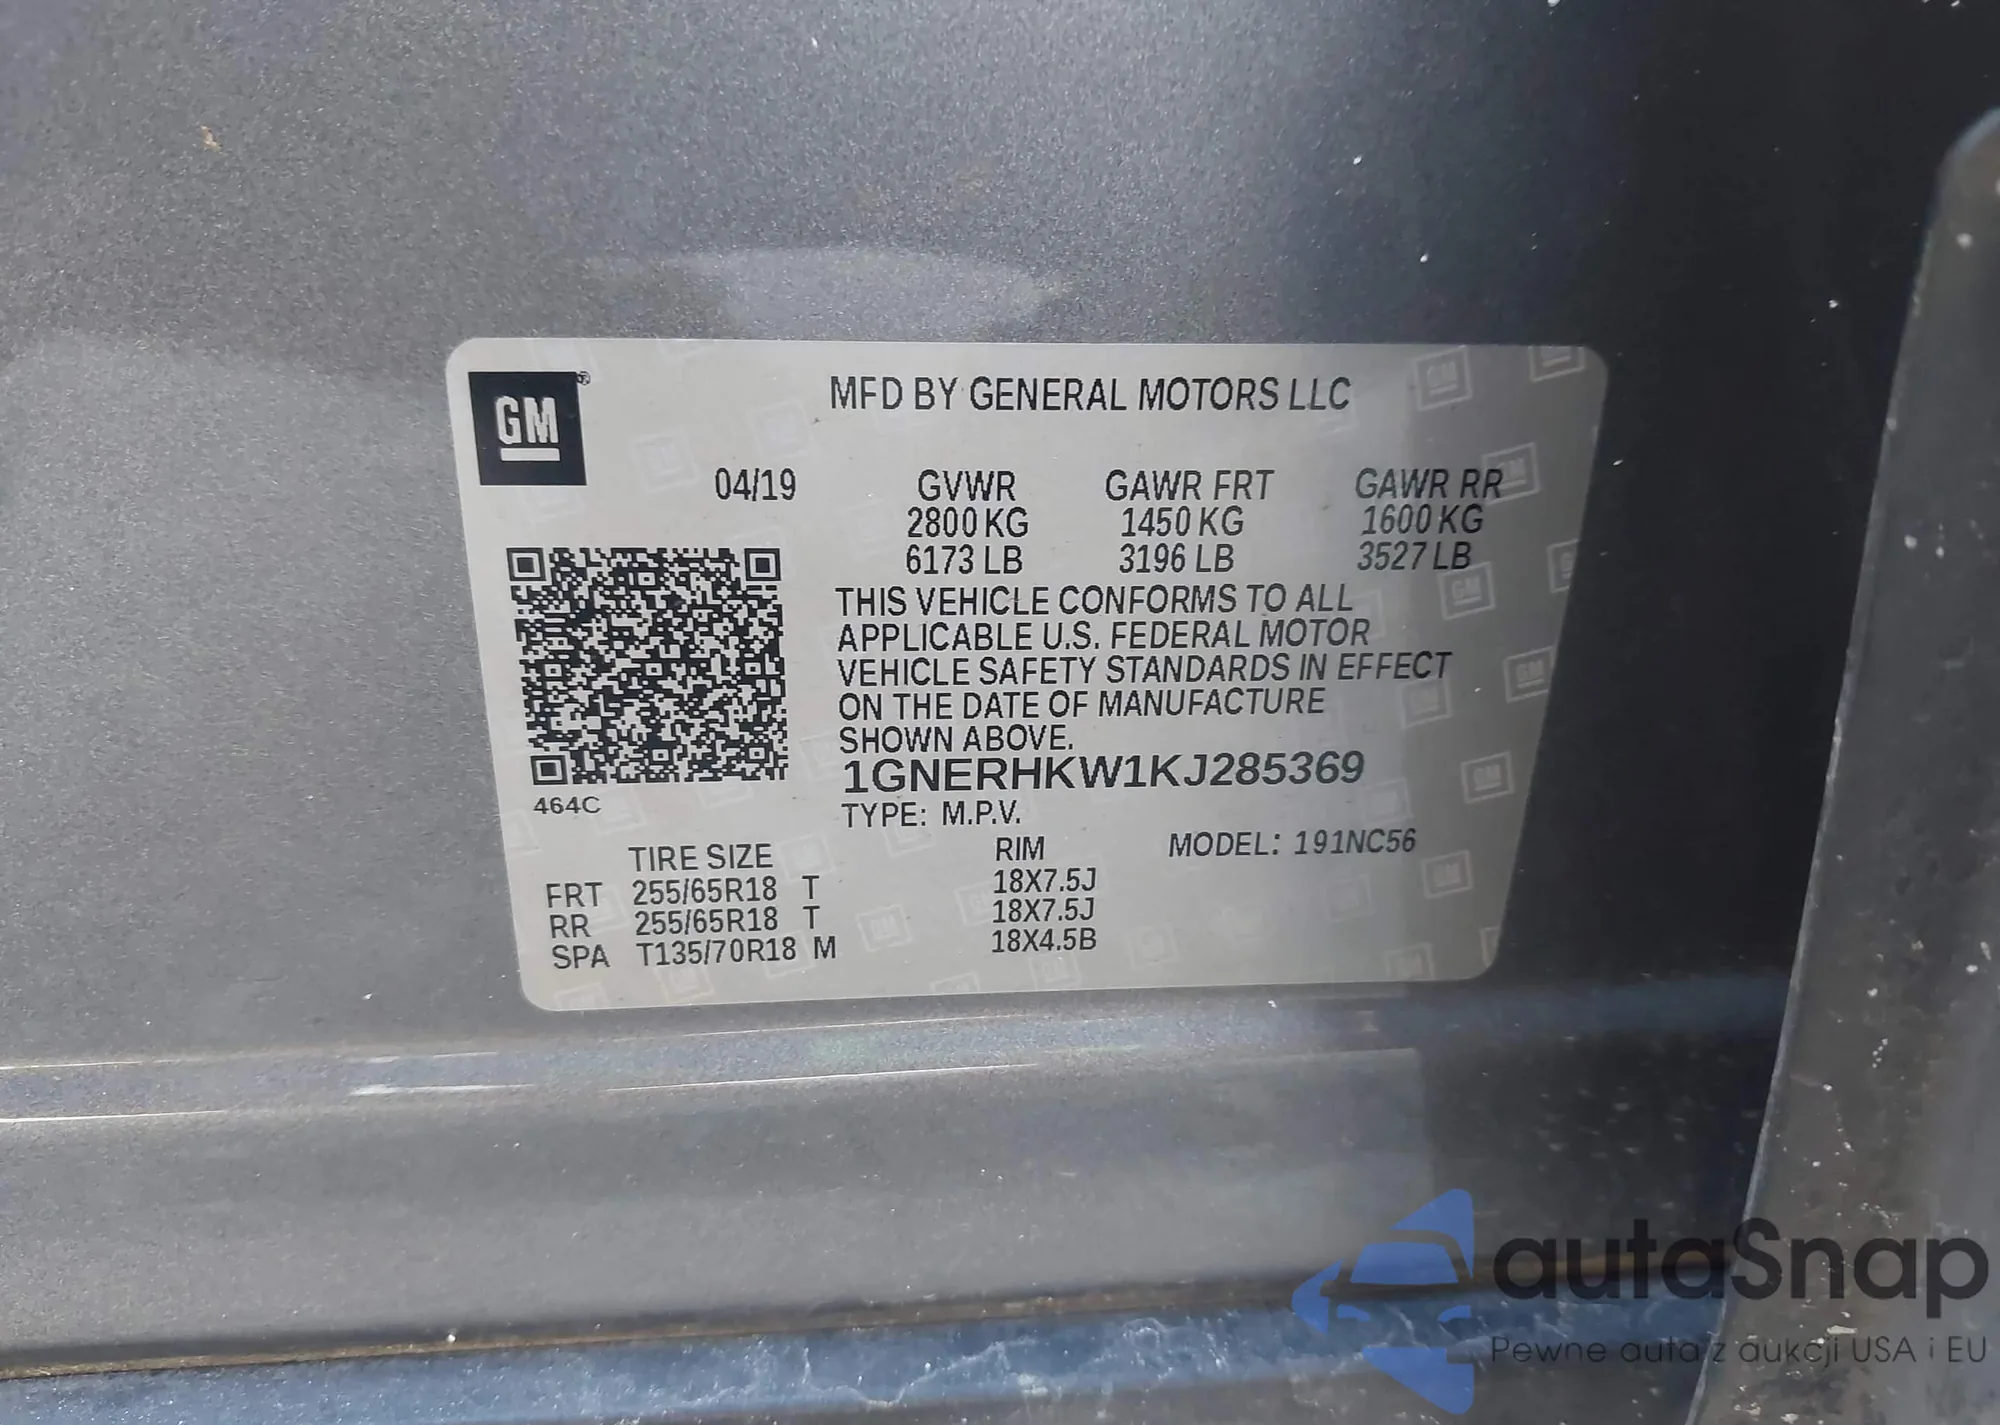 GM
MFD BY GENERAL MOTORS LLC
04/19 GVWR GAWR FRT GAWR RR
2800 KG 1450 KG 1600 KG
6173 LB 3196 LB 3527 LB
THIS VEHICLE CONFORMS TO ALL
APPLICABLE U.S. FEDERAL MOTOR
VEHICLE SAFETY STANDARDS IN EFFECT
ON THE DATE OF MANUFACTURE
SHOWN ABOVE.
1GNERHKW1KJ285369
464C
TYPE: M.P.V.
MODEL: 191NC56
TIRE SIZE RIM
FRT 255/65R18 T 18X7.5J
RR 255/65R18 T 18X7.5J
SPA T135/70R18 M 18X4.5B
autaSnap
Pewne auta z aukcji USA i EU